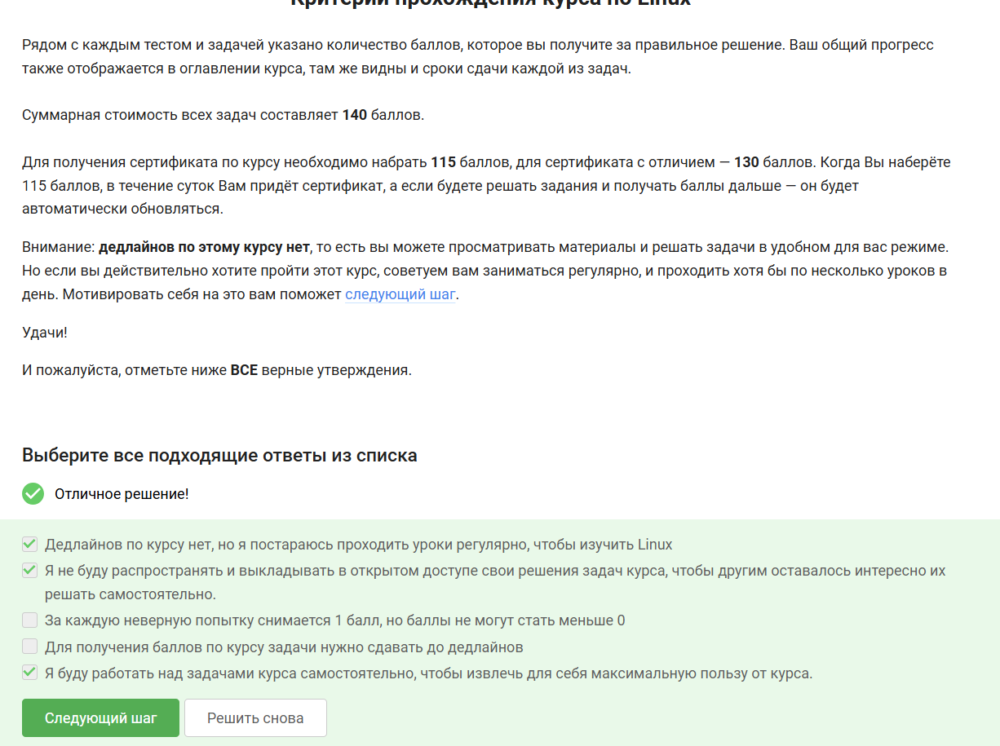 Критерии прохождения курса по Linux
Рядом с каждым тестом и задачей указано количество баллов, которое вы получите за правильное решение. Ваш общий прогресс
также отображается в оглавлении курса, там же видны и сроки сдачи каждой из задач.
Суммарная стоимость всех задач составляет 140 баллов.
Для получения сертификата по курсу необходимо набрать 115 баллов, для сертификата с отличием — 130 баллов. Когда Вы наберёте
115 баллов, в течение суток Вам придёт сертификат, а если будете решать задания и получать баллы дальше — он будет
автоматически обновляться.
Внимание: дедлайнов по этому курсу нет, то есть вы можете просматривать материалы и решать задачи в удобном для вас режиме.
Но если вы действительно хотите пройти этот курс, советуем вам заниматься регулярно, и проходить хотя бы по несколько уроков в
день. Мотивировать себя на это вам поможет следующий шаг.
Удачи!
И пожалуйста, отметьте ниже ВСЕ верные утверждения.
Выберите все подходящие ответы из списка
Отличное решение!
Дедлайнов по курсу нет, но я постараюсь проходить уроки регулярно, чтобы изучить Linux
Я не буду распространять и выкладывать в открытом доступе свои решения задач курса, чтобы другим оставалось интересно их
решать самостоятельно.
За каждую неверную попытку снимается 1 балл, но баллы не могут стать меньше 0
Для получения баллов по курсу задачи нужно сдавать до дедлайнов
Я буду работать над задачами курса самостоятельно, чтобы извлечь для себя максимальную пользу от курса.
Следующий шаг
Решить снова